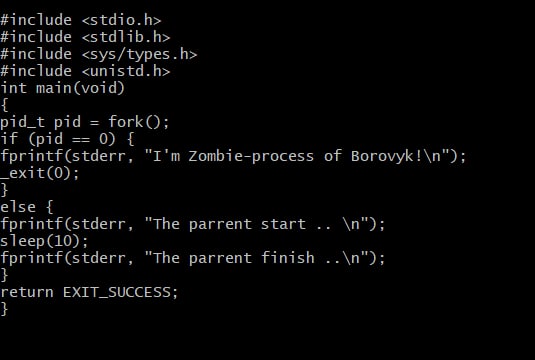 #include <stdio.h>
#include <stdlib.h>
#include <sys/types.h>
#include <unistd.h>
int main(void)
{
pid_t pid = fork();
if (pid == 0) {
fprintf(stderr, "I'm Zombie-process of Borovyk!\n");
_exit(0);
}
else {
fprintf(stderr, "The parrent start .. \n");
sleep(10);
fprintf(stderr, "The parrent finish ..\n");
}
return EXIT_SUCCESS;
}